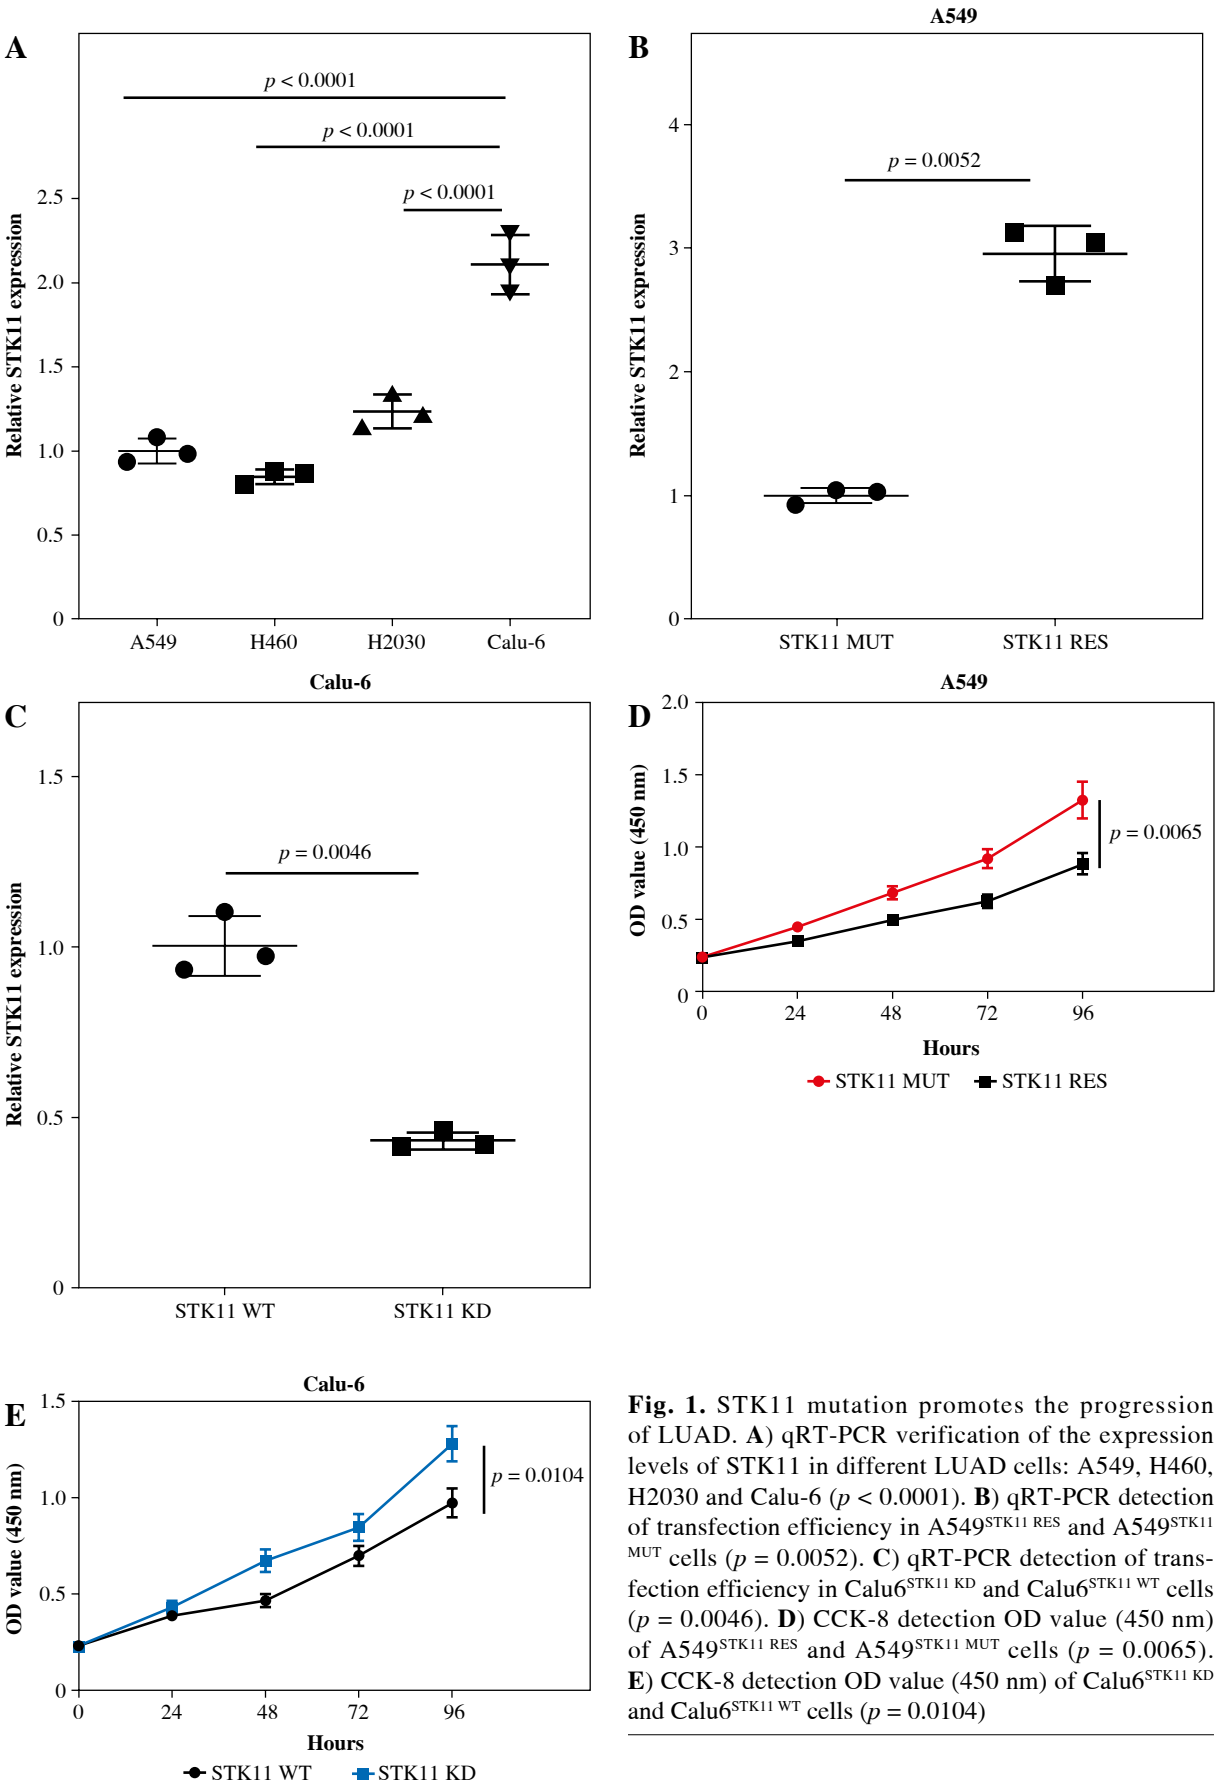 A
p < 0.0001
p < 0.0001
p < 0.0001
Relative STK11 expression
2.5
2.0
1.5
1.0
0.5
0
A549 H460 H2030 Calu-6
B
A549
p = 0.0052
Relative STK11 expression
4
3
2
1
0
STK11 MUT STK11 RES
C
Calu-6
p = 0.0046
Relative STK11 expression
1.5
1.0
0.5
0
STK11 WT STK11 KD
D
A549
OD value (450 nm)
2.0
1.5
1.0
0.5
0
p = 0.0065
0 24 48 72 96
Hours
STK11 MUT STK11 RES
E
Calu-6
OD value (450 nm)
1.5
1.0
0.5
0
p = 0.0104
0 24 48 72 96
Hours
STK11 WT STK11 KD
Fig. 1. STK11 mutation promotes the progression
of LUAD. A) qRT-PCR verification of the expression
levels of STK11 in different LUAD cells: A549, H460,
H2030 and Calu-6 (p < 0.0001). B) qRT-PCR detection
of transfection efficiency in A549STK11 RES and A549STK11
MUT cells (p = 0.0052). C) qRT-PCR detection of trans-
fection efficiency in Calu6STK11 KD and Calu6STK11 WT cells
(p = 0.0046). D) CCK-8 detection OD value (450 nm)
of A549STK11 RES and A549STK11 MUT cells (p = 0.0065).
E) CCK-8 detection OD value (450 nm) of Calu6STK11 KD
and Calu6STK11 WT cells (p = 0.0104)